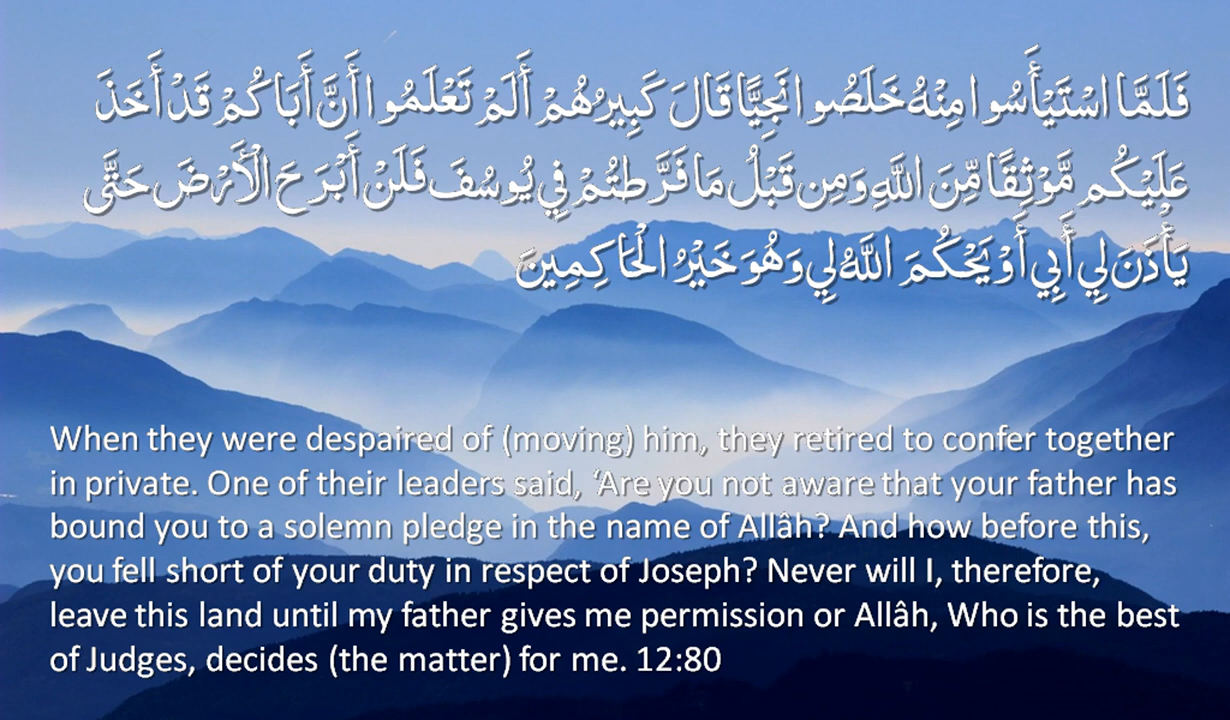 فَلَمَّا اسْتَيْأَسُوا مِنْهُ خَلَصُوا نَجِيًّا قَالَ كَبِيرُهُمْ أَلَمْ تَعْلَمُوا أَنَّ أَبَاكُمْ قَدْ أَخَذَ
عَلَيْكُم مَّوْثِقًا مِّنَ اللَّهِ وَمِن قَبْلُ مَا فَرَّطتُمْ فِي يُوسُفَ فَلَنْ أَبْرَحَ الْأَرْضَ حَتَّى
يَأْذَنَ لِي أَبِي أَوْ يَحْكُمَ اللَّهُ لِي وَهُوَ خَيْرُ الْحَاكِمِينَ
When they were despaired of (moving) him, they retired to confer together
in private. One of their leaders said, ‘Are you not aware that your father has
bound you to a solemn pledge in the name of Allâh? And how before this,
you fell short of your duty in respect of Joseph? Never will I, therefore,
leave this land until my father gives me permission or Allâh, Who is the best
of Judges, decides (the matter) for me. 12:80